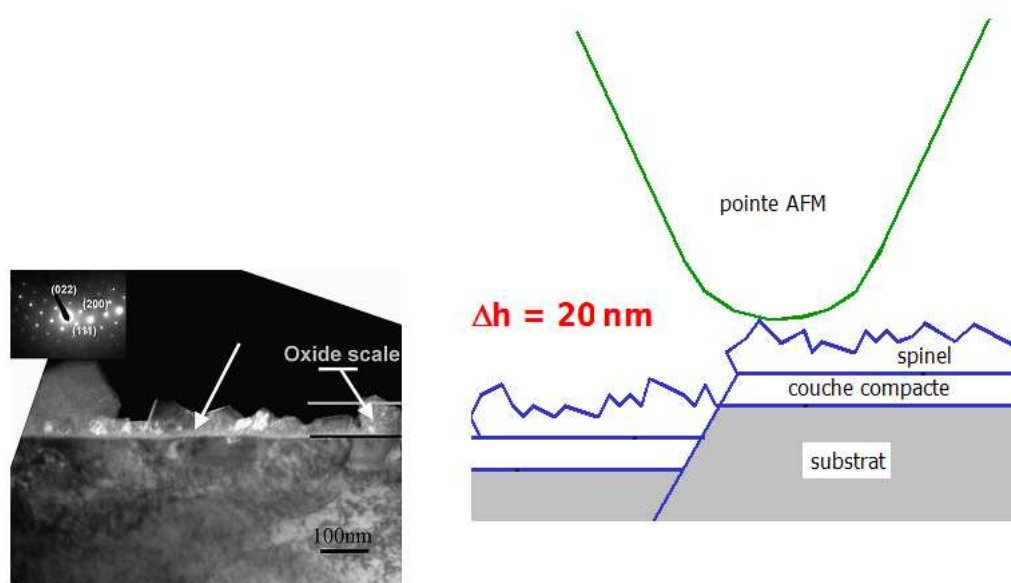 (022)
(200)
(111)
Oxide scale
100nm
pointe AFM
Δh = 20 nm
spinel
couche compacte
substrat